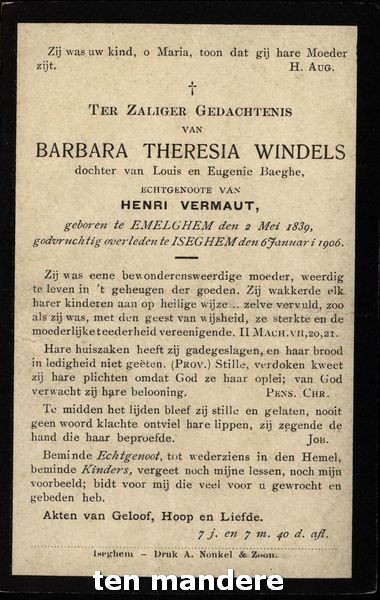 Zij was uw kind, o Maria, toon dat gij hare Moeder
zijt. H. Aug.
†
Ter Zaliger Gedachtenis
van
BARBARA THERESIA WINDELS
dochter van Louis en Eugenie Baeghe,
echtgenoote van
HENRI VERMAUT,
geboren te EMELGHEM den 2 Mei 1839,
godvruchtig overleden te ISEGHEM den 6 Januari 1906.
Zij was eene bewonderensweerdige moeder, weerdig
te leven in 't geheugen der goeden. Zij wakkerde elk
harer kinderen aan op heilige wijze... zelve vervuld, zoo
als zij was, met den geest van wijsheid, ze sterkte en de
moederlijke teederheid vereenigende. II Mach. VII, 20, 21.
Hare huiszaken heeft zij gadegeslagen, en haar brood
in ledigheid niet geëten. (Prov.) Stille, verdoken kweet
zij hare plichten omdat God ze haar oplei; van God
verwacht zij hare belooning. Pens. Chr.
Te midden het lijden bleef zij stille en gelaten, nooit
geen woord klachte ontviel hare lippen, zij zegende de
hand die haar beproefde. Job.
Beminde Echtgenoot, tot wederziens in den Hemel,
beminde Kinders, vergeet noch mijne lessen, noch mijn
voorbeeld; bidt voor mij die veel voor u gewrocht en
gebeden heb.
Akten van Geloof, Hoop en Liefde.
7 j. en 7 m. 40 d. afl.
Iseghem – Druk A. Nonkel & Zoon.
ten mandere